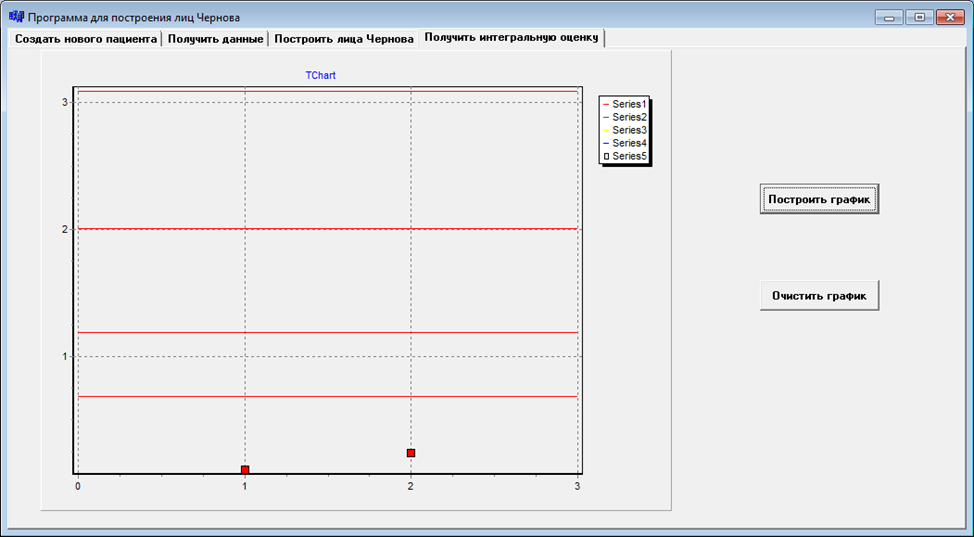 Программа для построения лиц Чернова
Создать нового пациента Получить данные Построить лица Чернова Получить интегральную оценку
TChart
3
2
1
0 1 2 3
Series1
Series2
Series3
Series4
Series5
Построить график
Очистить график